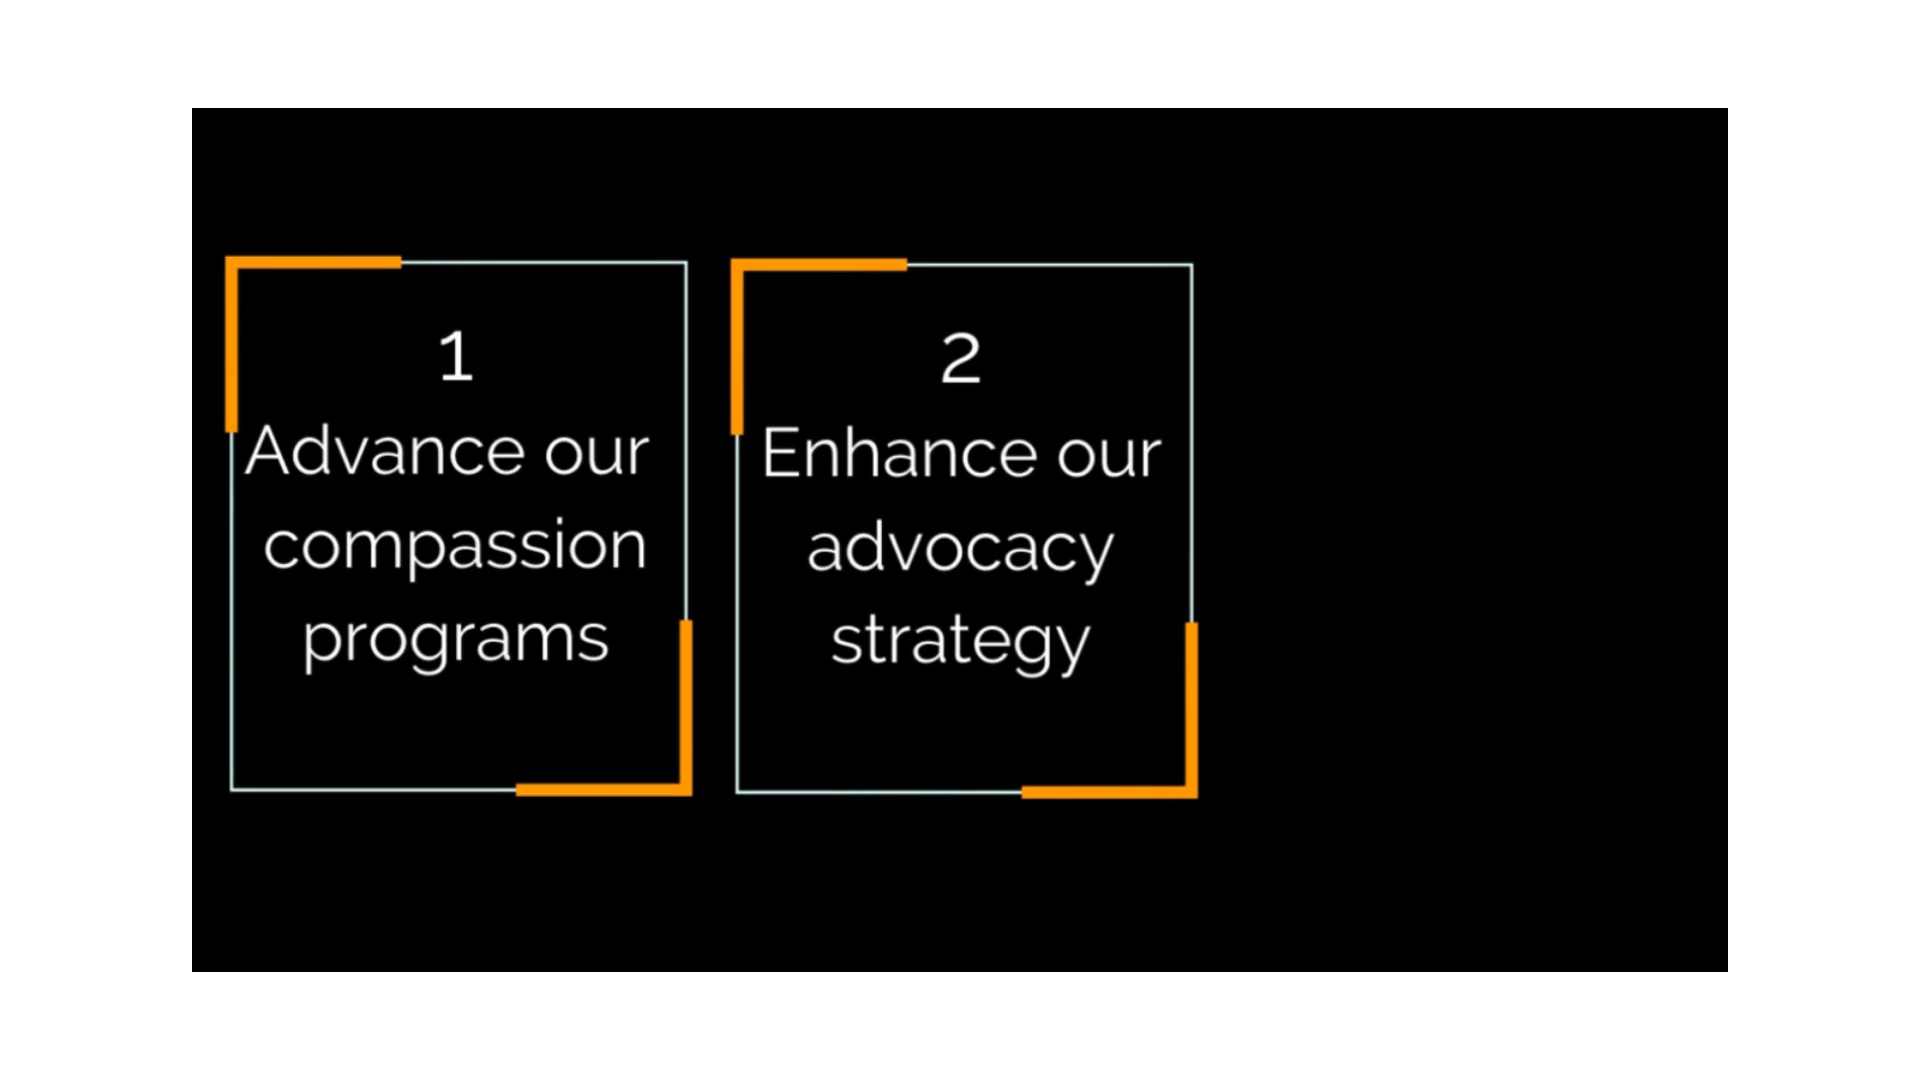 1
Advance our
compassion
programs
2
Enhance our
advocacy
strategy